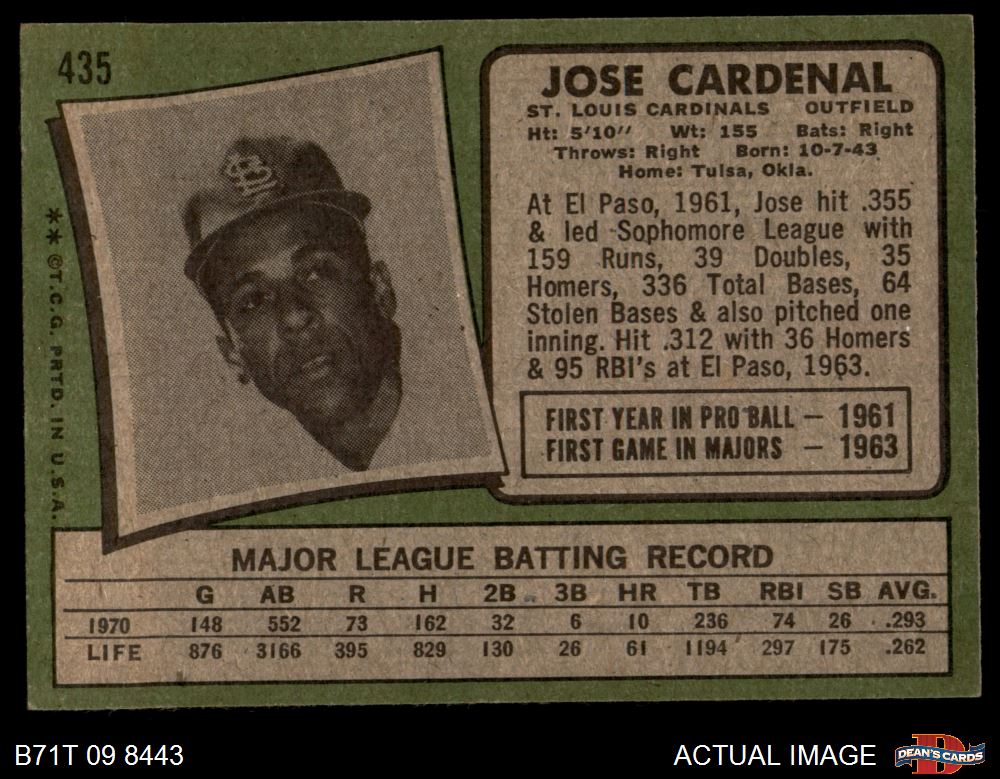 435
JOSE CARDENAL
ST. LOUIS CARDINALS OUTFIELD
Ht: 5'10" Wt: 155 Bats: Right
Throws: Right Born: 10-7-43
Home: Tulsa, Okla.
At El Paso, 1961, Jose hit .355
& led Sophomore League with
159 Runs, 39 Doubles, 35
Homers, 336 Total Bases, 64
Stolen Bases & also pitched one
inning. Hit .312 with 36 Homers
& 95 RBI's at El Paso, 1963.
FIRST YEAR IN PRO BALL — 1961
FIRST GAME IN MAJORS — 1963
StL
**©T.C.G. PRTD. IN U.S.A.
MAJOR LEAGUE BATTING RECORD
G AB R H 2B 3B HR TB RBI SB AVG.
1970 148 552 73 162 32 6 10 236 74 26 .293
LIFE 876 3166 395 829 130 26 61 1194 297 175 .262
B71T 09 8443
ACTUAL IMAGE
D
DEAN'S CARDS